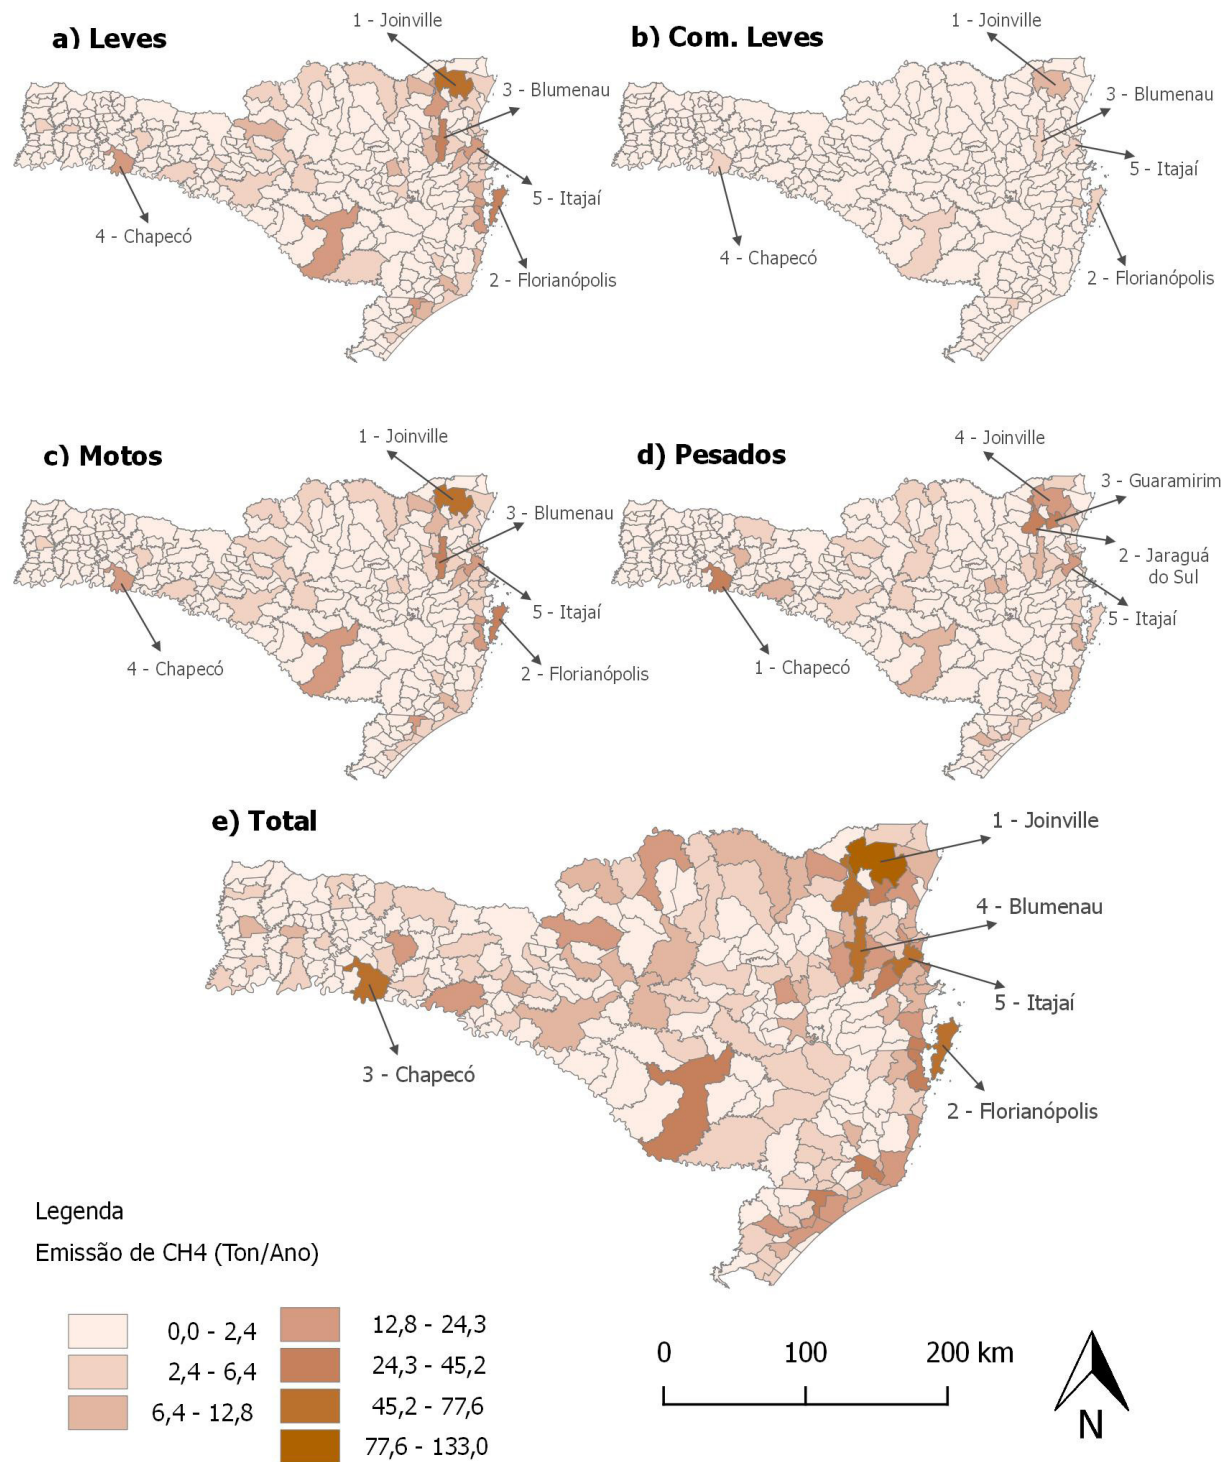 a) Leves
1 - Joinville
3 - Blumenau
5 - Itajaí
4 - Chapecó
2 - Florianópolis
b) Com. Leves
1 - Joinville
3 - Blumenau
5 - Itajaí
4 - Chapecó
2 - Florianópolis
c) Motos
1 - Joinville
3 - Blumenau
5 - Itajaí
4 - Chapecó
2 - Florianópolis
d) Pesados
4 - Joinville
3 - Guaramirim
2 - Jaraguá
do Sul
5 - Itajaí
1 - Chapecó
e) Total
1 - Joinville
4 - Blumenau
5 - Itajaí
3 - Chapecó
2 - Florianópolis
Legenda
Emissão de CH4 (Ton/Ano)
0,0 - 2,4
2,4 - 6,4
6,4 - 12,8
12,8 - 24,3
24,3 - 45,2
45,2 - 77,6
77,6 - 133,0
0 100 200 km
N